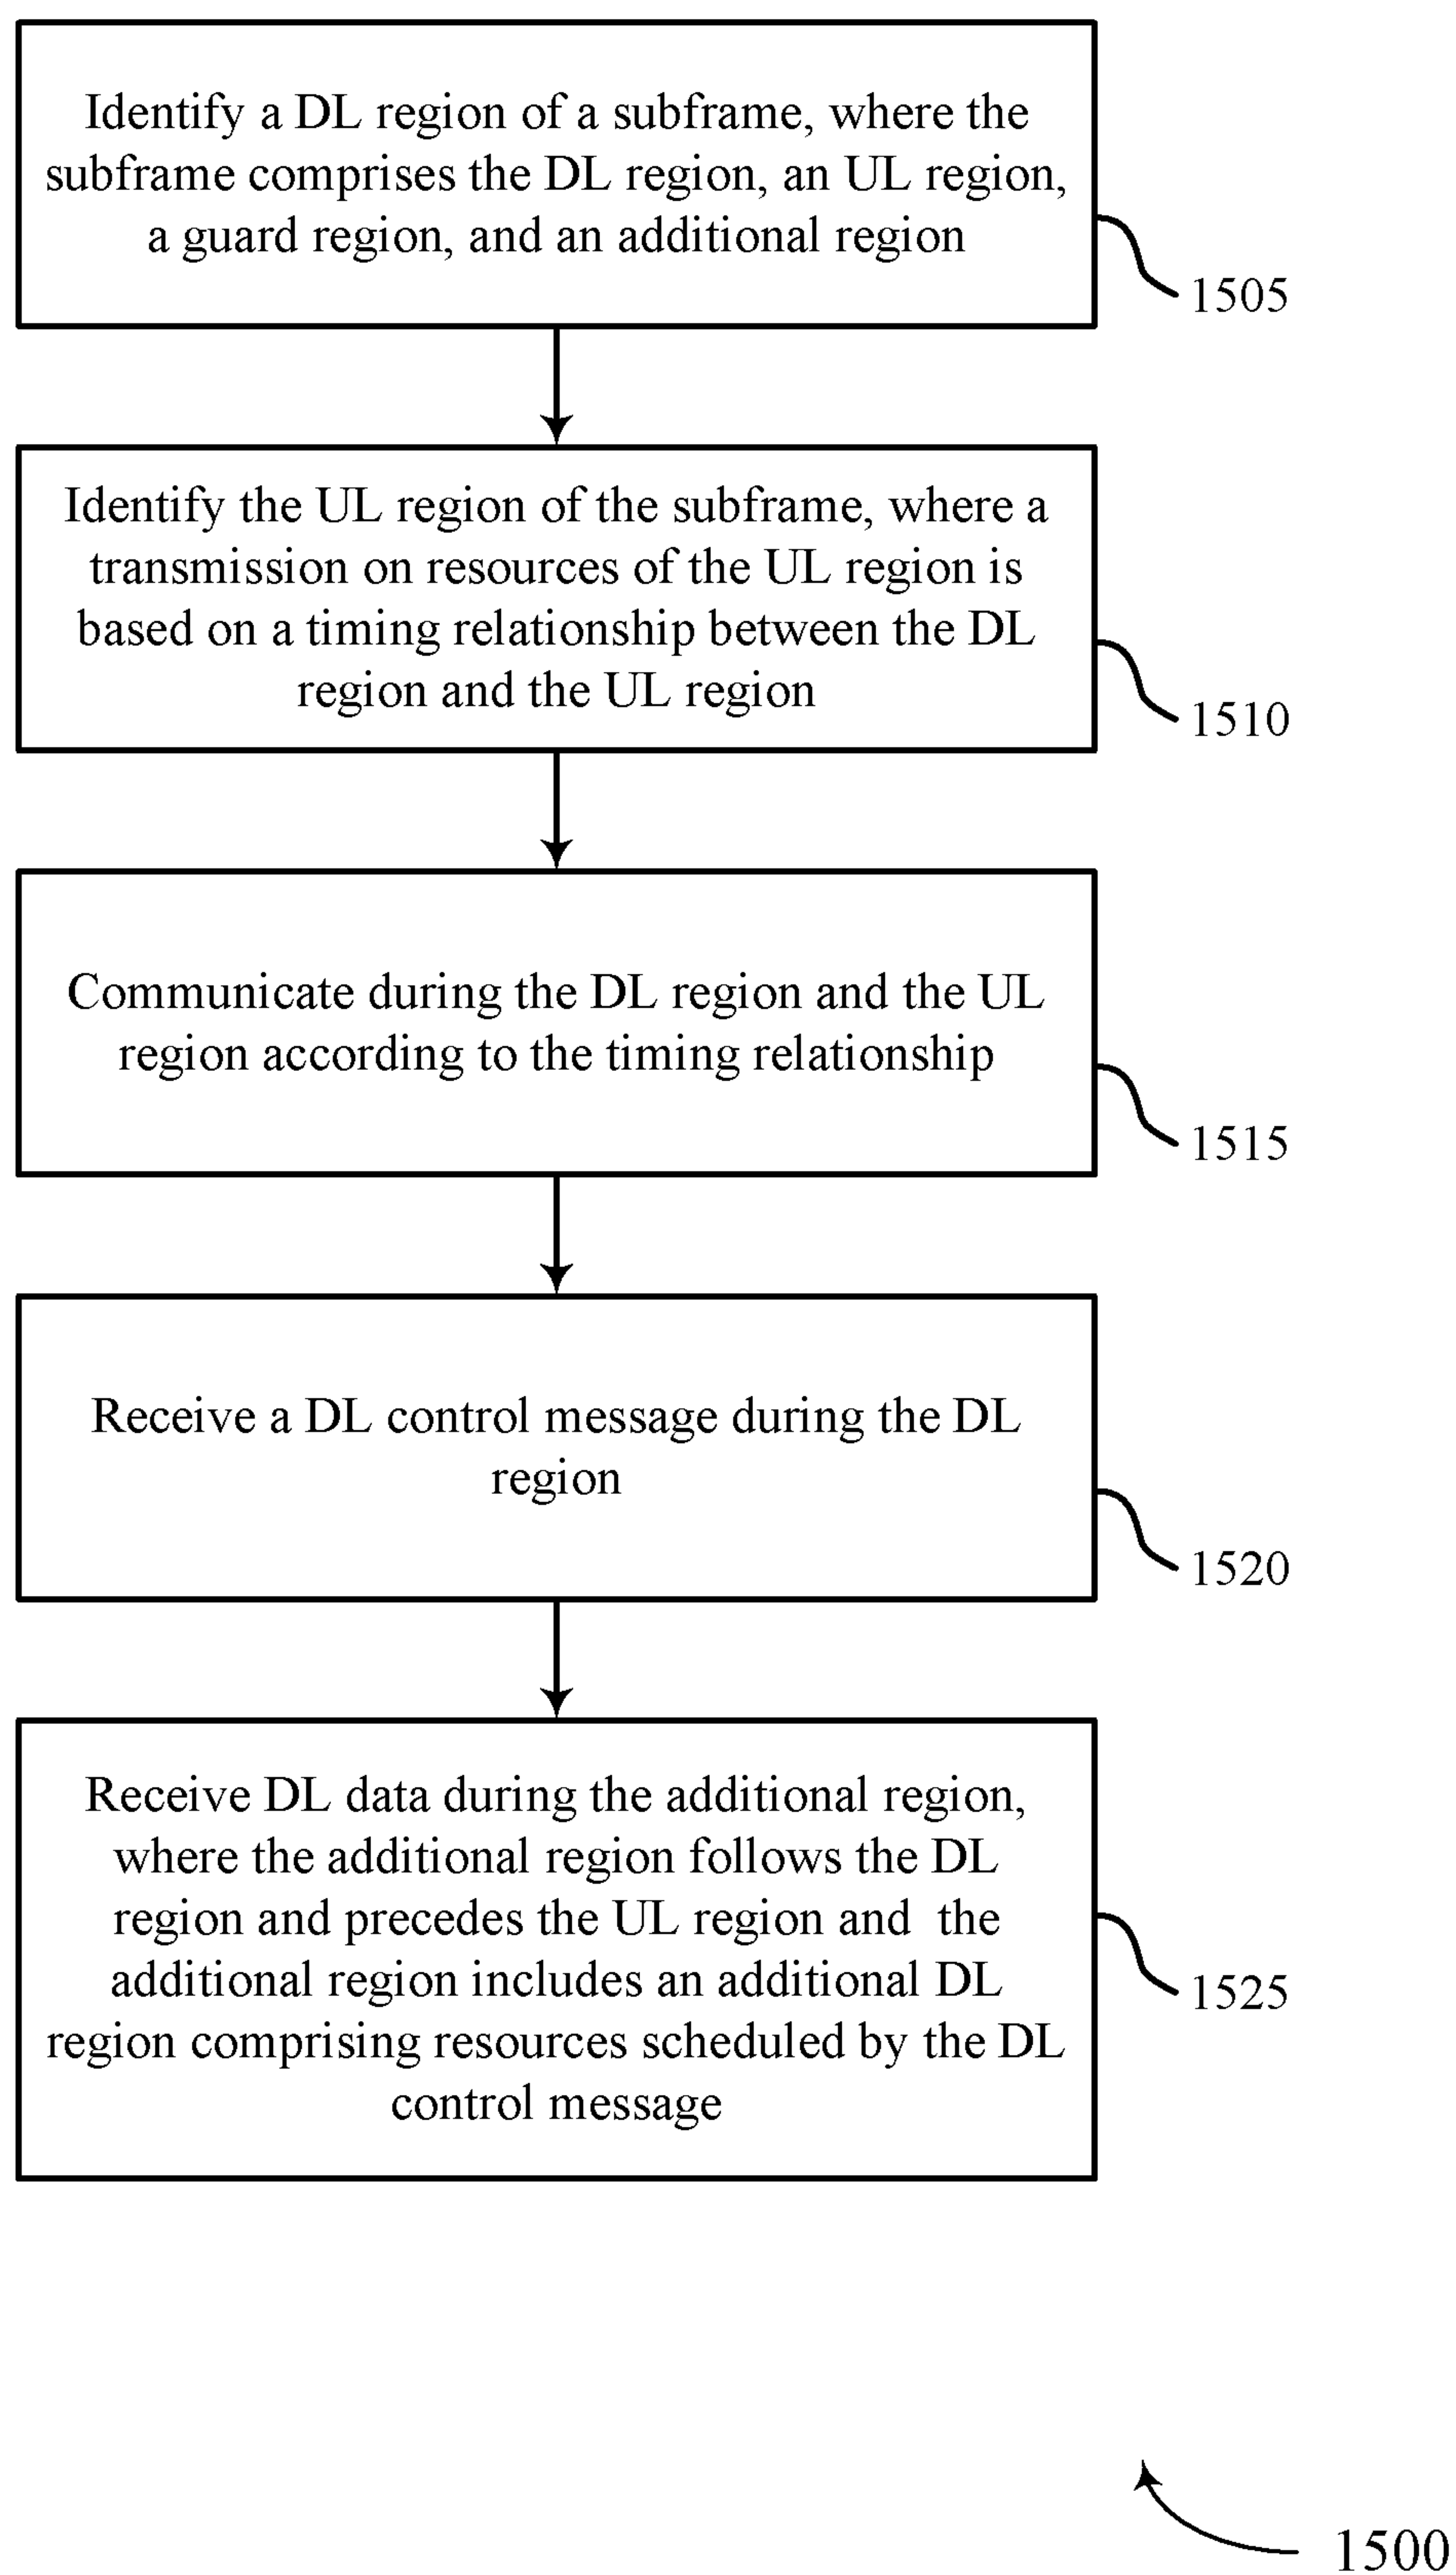 Identify a DL region of a subframe, where the
subframe comprises the DL region, an UL region,
a guard region, and an additional region
1505
Identify the UL region of the subframe, where a
transmission on resources of the UL region is
based on a timing relationship between the DL
region and the UL region
1510
Communicate during the DL region and the UL
region according to the timing relationship
1515
Receive a DL control message during the DL
region
1520
Receive DL data during the additional region,
where the additional region follows the DL
region and precedes the UL region and the
additional region includes an additional DL
region comprising resources scheduled by the DL
control message
1525
1500